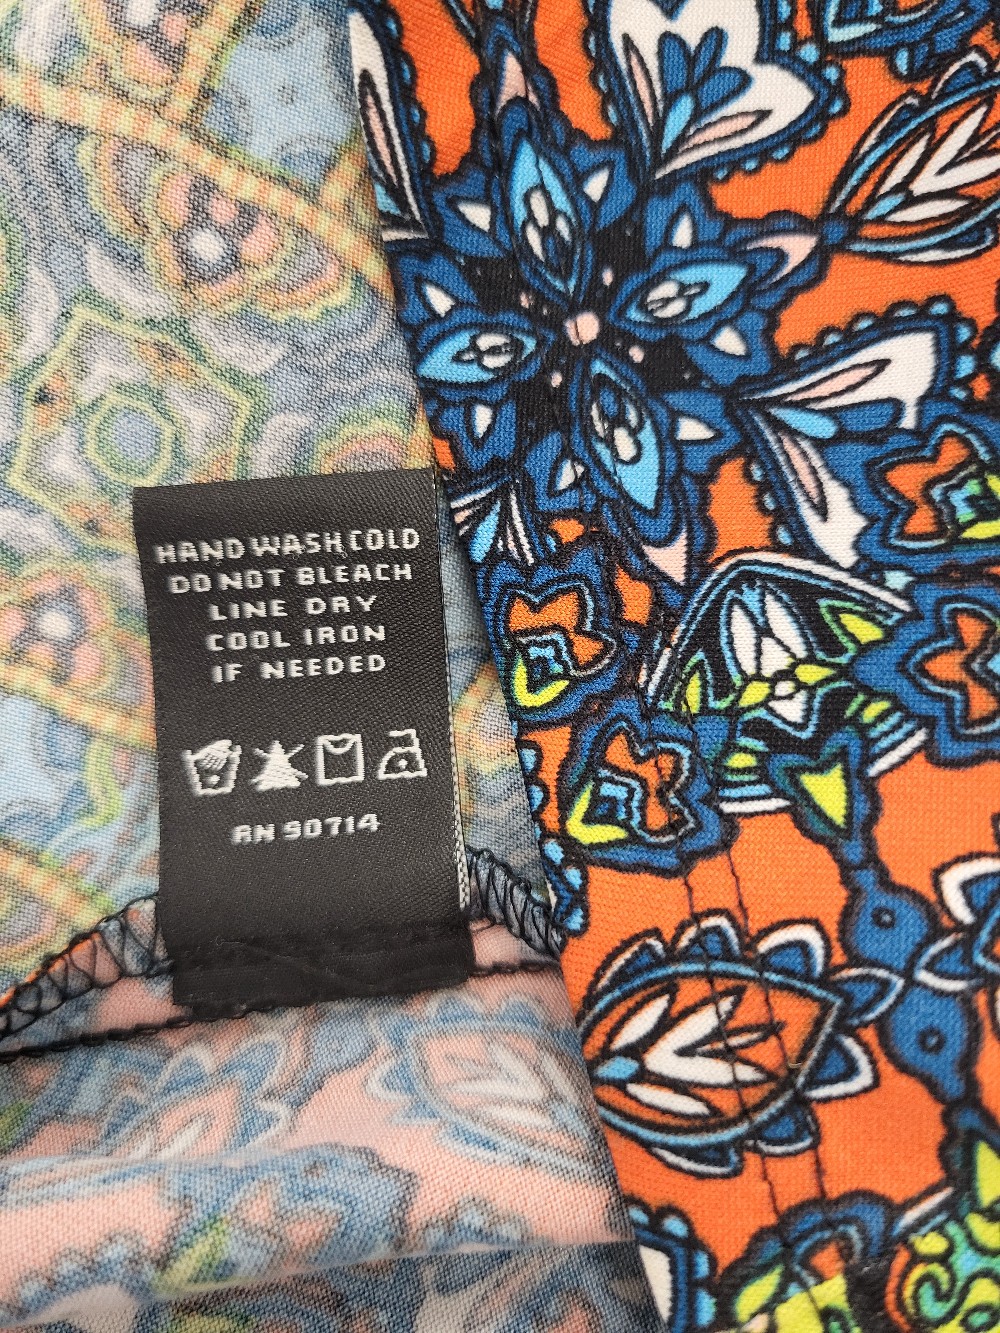 HAND WASH COLD
DO NOT BLEACH
LINE DRY
COOL IRON
IF NEEDED
RN 90714